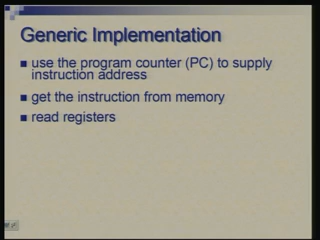 Generic Implementation
use the program counter (PC) to supply
instruction address
get the instruction from memory
read registers